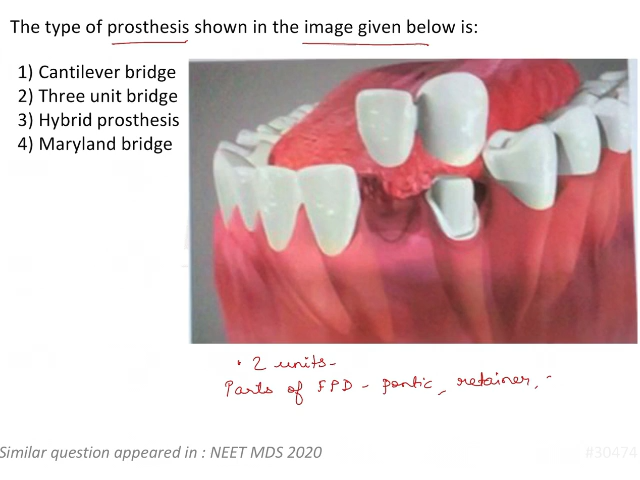 The type of prosthesis shown in the image given below is:
1) Cantilever bridge
2) Three unit bridge
3) Hybrid prosthesis
4) Maryland bridge
• 2 units-
Parts of FPD - pontic, retainer, -
Similar question appeared in : NEET MDS 2020
#30474